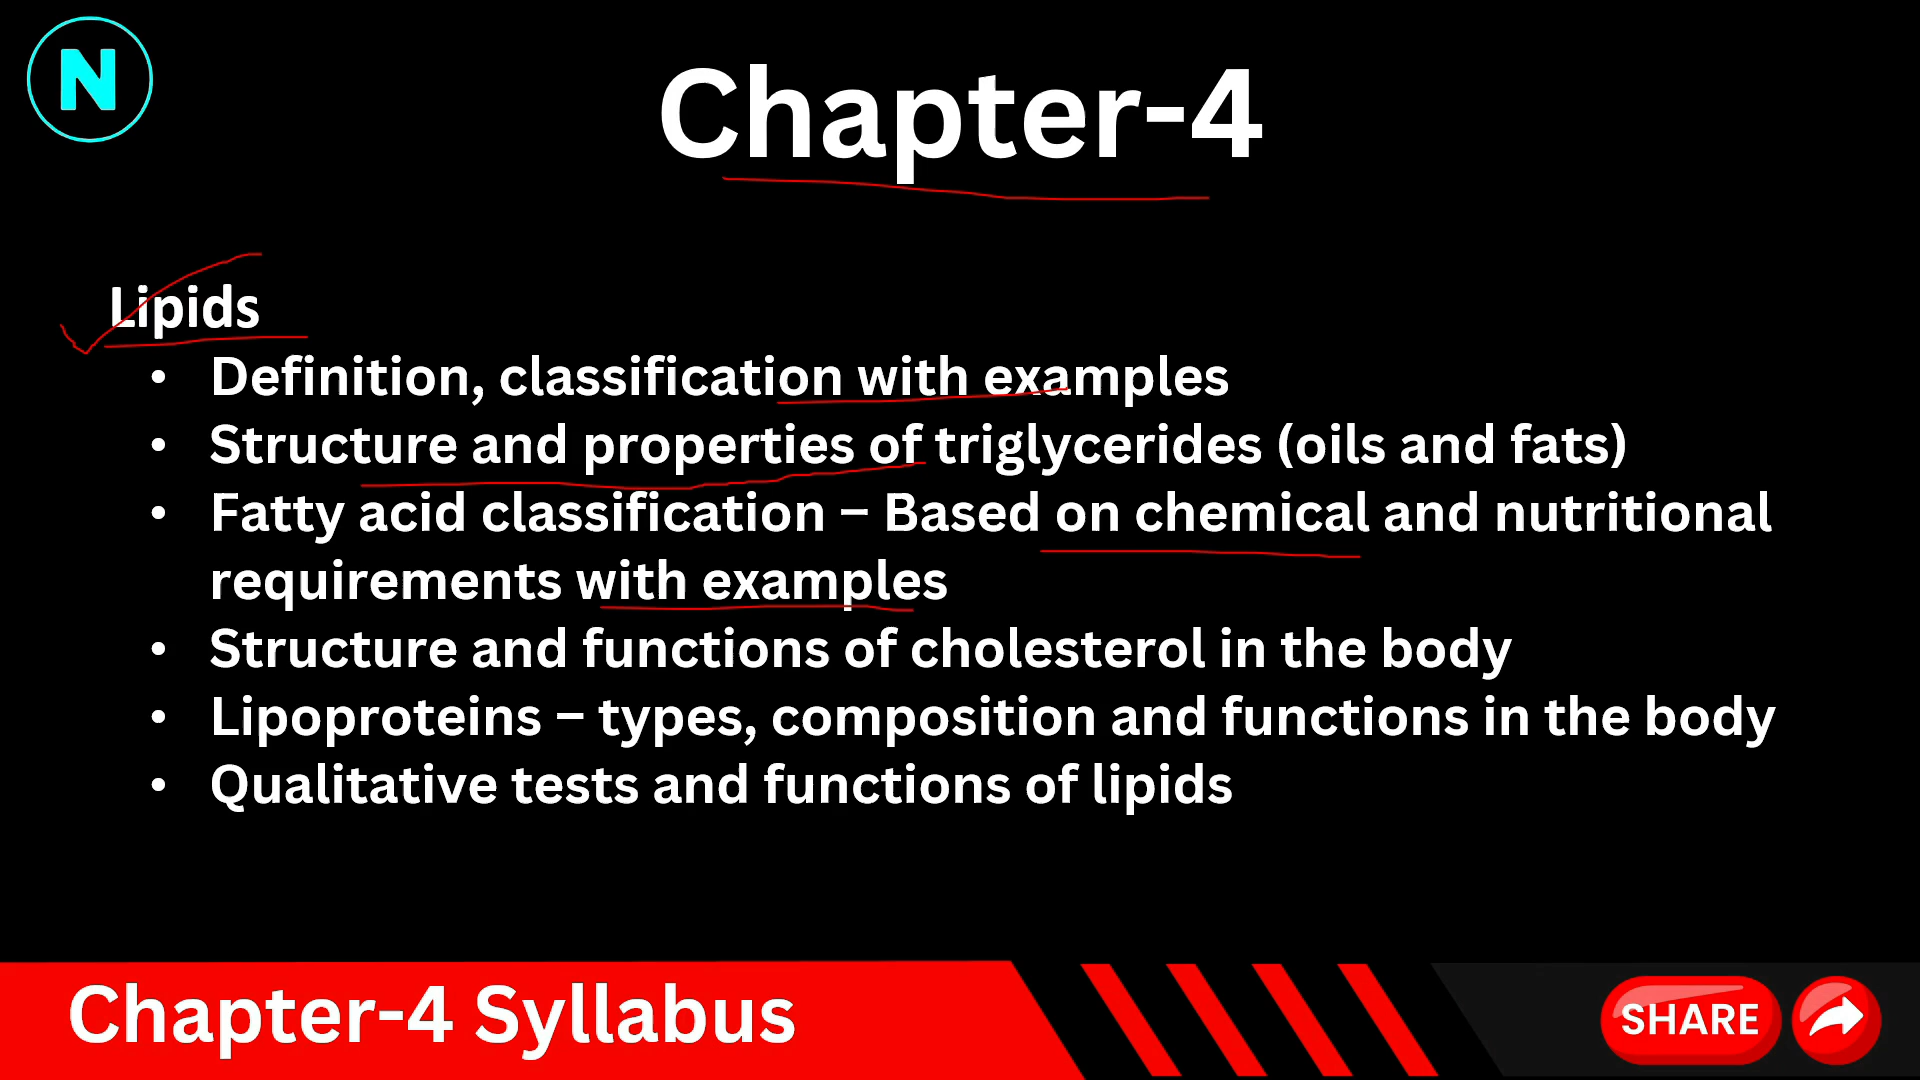 N
Chapter-4
Lipids
• Definition, classification with examples
• Structure and properties of triglycerides (oils and fats)
• Fatty acid classification – Based on chemical and nutritional
requirements with examples
• Structure and functions of cholesterol in the body
• Lipoproteins – types, composition and functions in the body
• Qualitative tests and functions of lipids
Chapter-4 Syllabus
SHARE